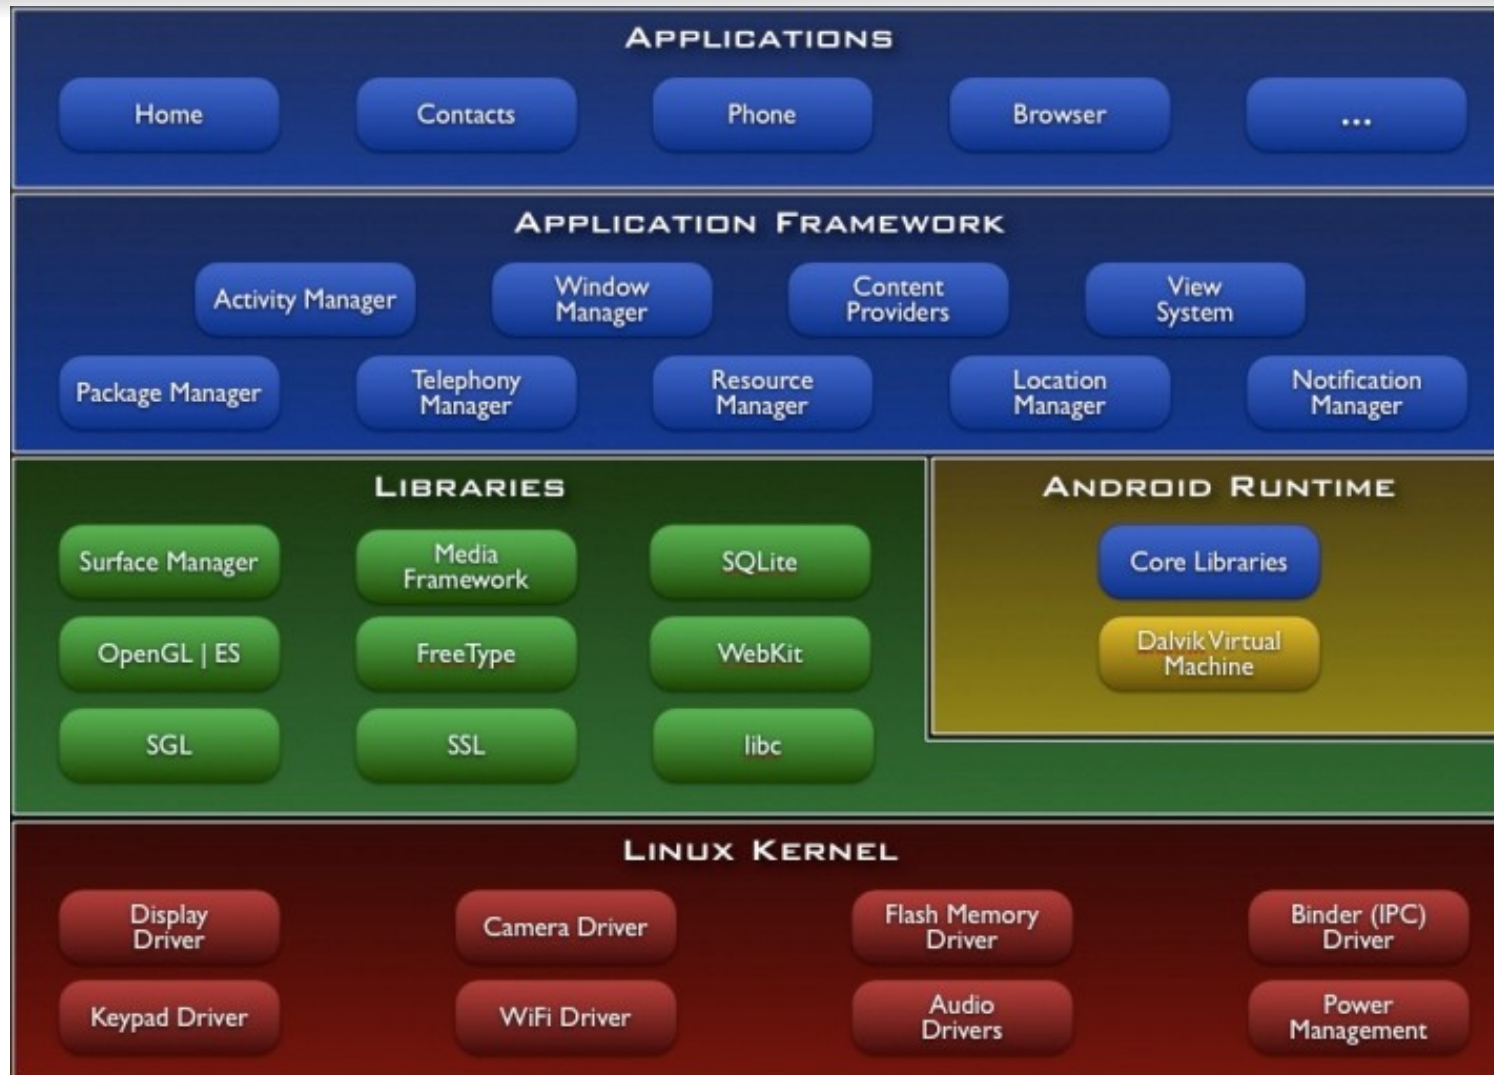 APPLICATIONS
Home
Contacts
Phone
Browser
...
APPLICATION FRAMEWORK
Activity Manager
Window
Manager
Content
Providers
View
System
Package Manager
Telephony
Manager
Resource
Manager
Location
Manager
Notification
Manager
LIBRARIES
Surface Manager
Media
Framework
SQLite
OpenGL | ES
FreeType
WebKit
SGL
SSL
libc
ANDROID RUNTIME
Core Libraries
Dalvik Virtual
Machine
LINUX KERNEL
Display
Driver
Camera Driver
Flash Memory
Driver
Binder (IPC)
Driver
Keypad Driver
WiFi Driver
Audio
Drivers
Power
Management